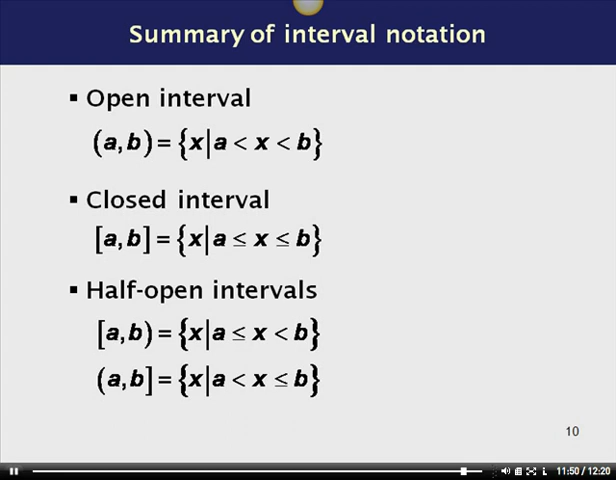 Summary of interval notation
▪ Open interval
(a,b) = {x|a < x < b}
▪ Closed interval
[a,b] = {x|a ≤ x ≤ b}
▪ Half-open intervals
[a,b) = {x|a ≤ x < b}
(a,b] = {x|a < x ≤ b}
10
11:50 / 12:20